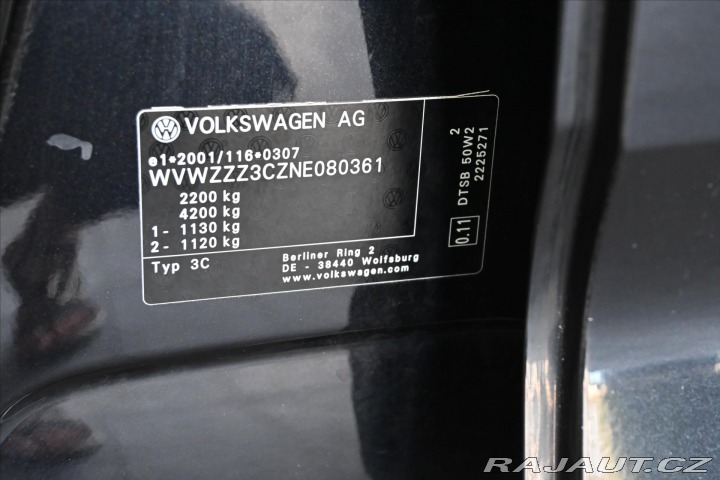 VOLKSWAGEN AG
e1*2001/116*0307
WVWZZZ3CZNE080361
2200 kg
4200 kg
1- 1130 kg
2- 1120 kg
Typ 3C
Berliner Ring 2
DE - 38440 Wolfsburg
www.volkswagen.com
0.11
DTSB 50W2 2
2225271
RAJAUT.CZ